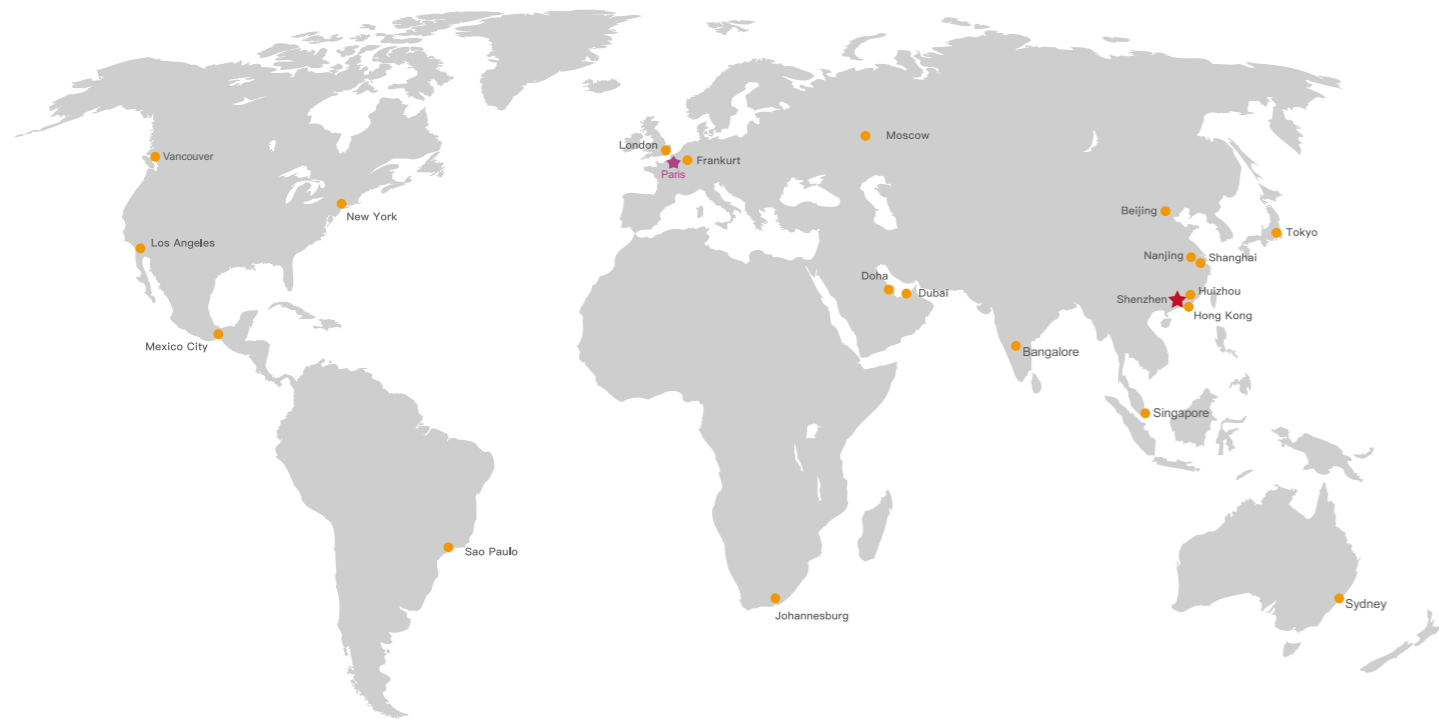 Moscow
London
Vancouver
Frankurt
Paris
Beijing
New York
Tokyo
Los Angeles
Nanjing
Shanghai
Doha
Huizhou
Dubai
Shenzhen
Hong Kong
Mexico City
Bangalore
Singapore
Sao Paulo
Sydney
Johannesburg